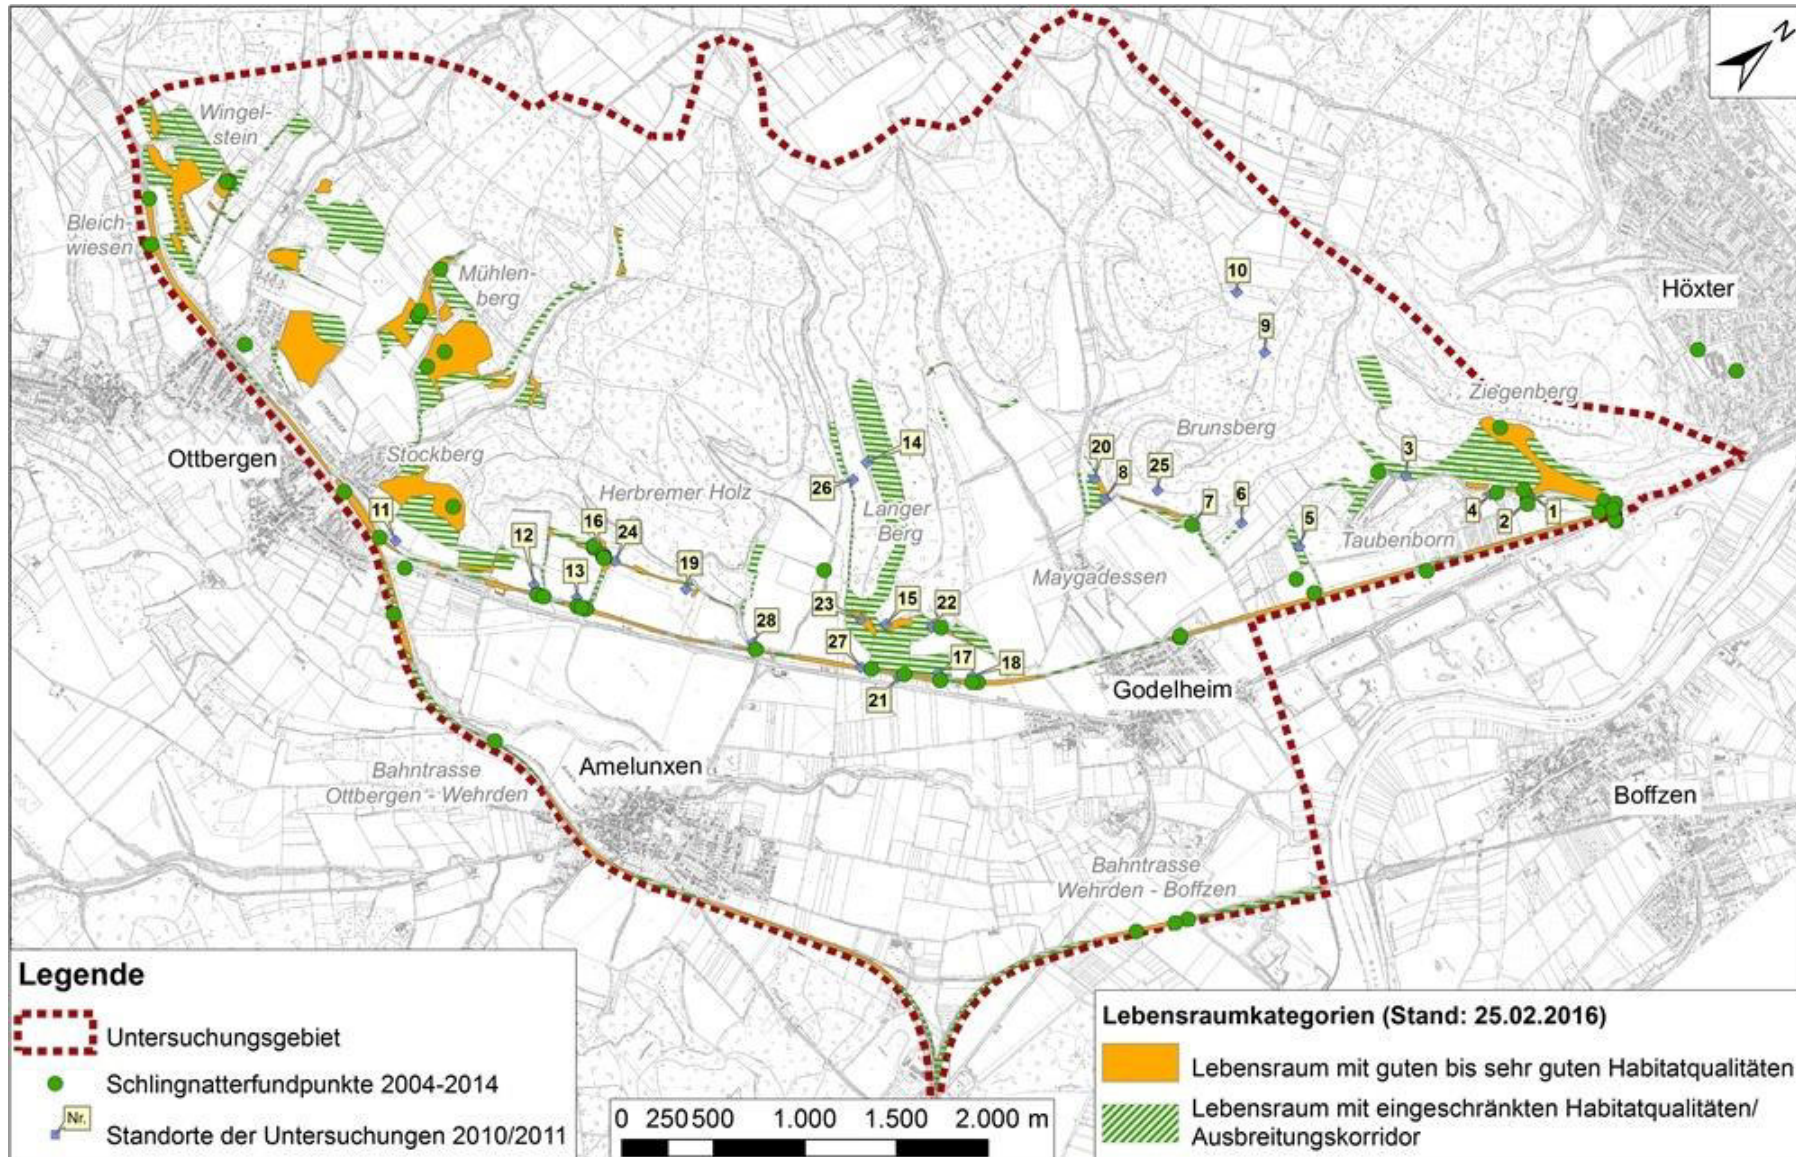 N
Wingel-
stein
Bleich-
wiesen
Mühlen-
berg
Höxter
10
9
Ziegenberg
Brunsberg
Ottbergen
Stockberg
14
20
8
25
3
26
Herbremer Holz
Langer
Berg
7
6
4
2
1
11
12
16
24
5
Taubenborn
13
19
Maygadessen
23
15
22
28
27
17
18
21
Godelheim
Amelunxen
Bahntrasse
Ottbergen - Wehrden
Boffzen
Bahntrasse
Wehrden - Boffzen
Legende
Untersuchungsgebiet
Schlingnatterfundpunkte 2004-2014
Nr.
Standorte der Untersuchungen 2010/2011
0 250 500 1.000 1.500 2.000 m
Lebensraumkategorien (Stand: 25.02.2016)
Lebensraum mit guten bis sehr guten Habitatqualitäten
Lebensraum mit eingeschränkten Habitatqualitäten/
Ausbreitungskorridor